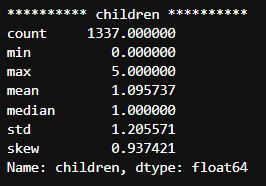 ********** children **********
count    1337.000000
min         0.000000
max         5.000000
mean        1.095737
median      1.000000
std         1.205571
skew        0.937421
Name: children, dtype: float64